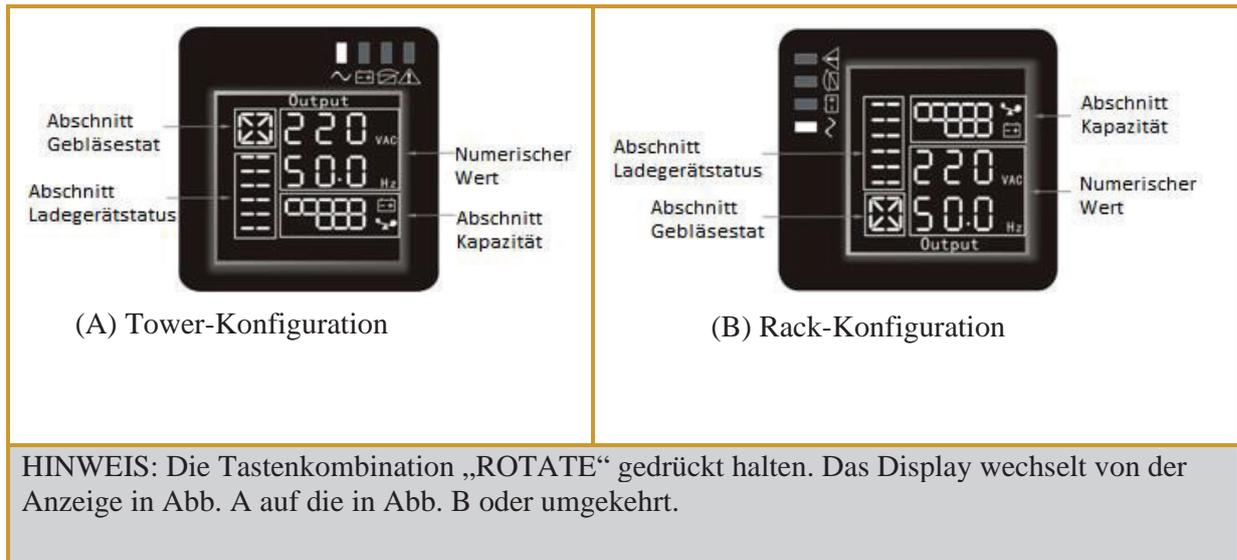 Output
220 VAC
50.0 Hz
Abschnitt
Gebläsestat
Abschnitt
Ladegerätstatus
Numerischer
Wert
Abschnitt
Kapazität
(A) Tower-Konfiguration
220 VAC
50.0 Hz
Output
Abschnitt
Ladegerätstatus
Abschnitt
Gebläsestat
Abschnitt
Kapazität
Numerischer
Wert
(B) Rack-Konfiguration
HINWEIS: Die Tastenkombination „ROTATE“ gedrückt halten. Das Display wechselt von der
Anzeige in Abb. A auf die in Abb. B oder umgekehrt.